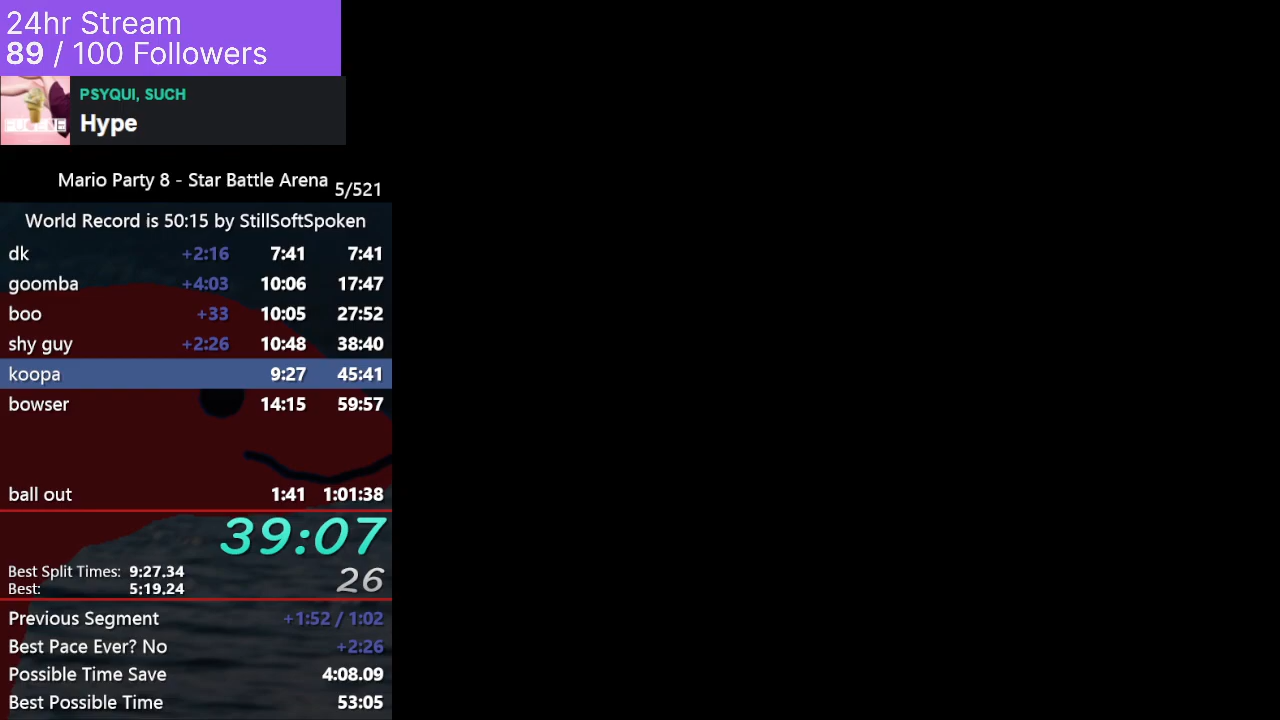 24hr Stream
89 / 100 Followers
PSYQUI, SUCH
Hype
Mario Party 8 - Star Battle Arena 5/521
World Record is 50:15 by StillSoftSpoken
dk +2:16 7:41 7:41
goomba +4:03 10:06 17:47
boo +33 10:05 27:52
shy guy +2:26 10:48 38:40
koopa 9:27 45:41
bowser 14:15 59:57
ball out 1:41 1:01:38
39:07
Best Split Times: 9:27.34
Best: 5:19.24
26
Previous Segment +1:52 / 1:02
Best Pace Ever? No +2:26
Possible Time Save 4:08.09
Best Possible Time 53:05